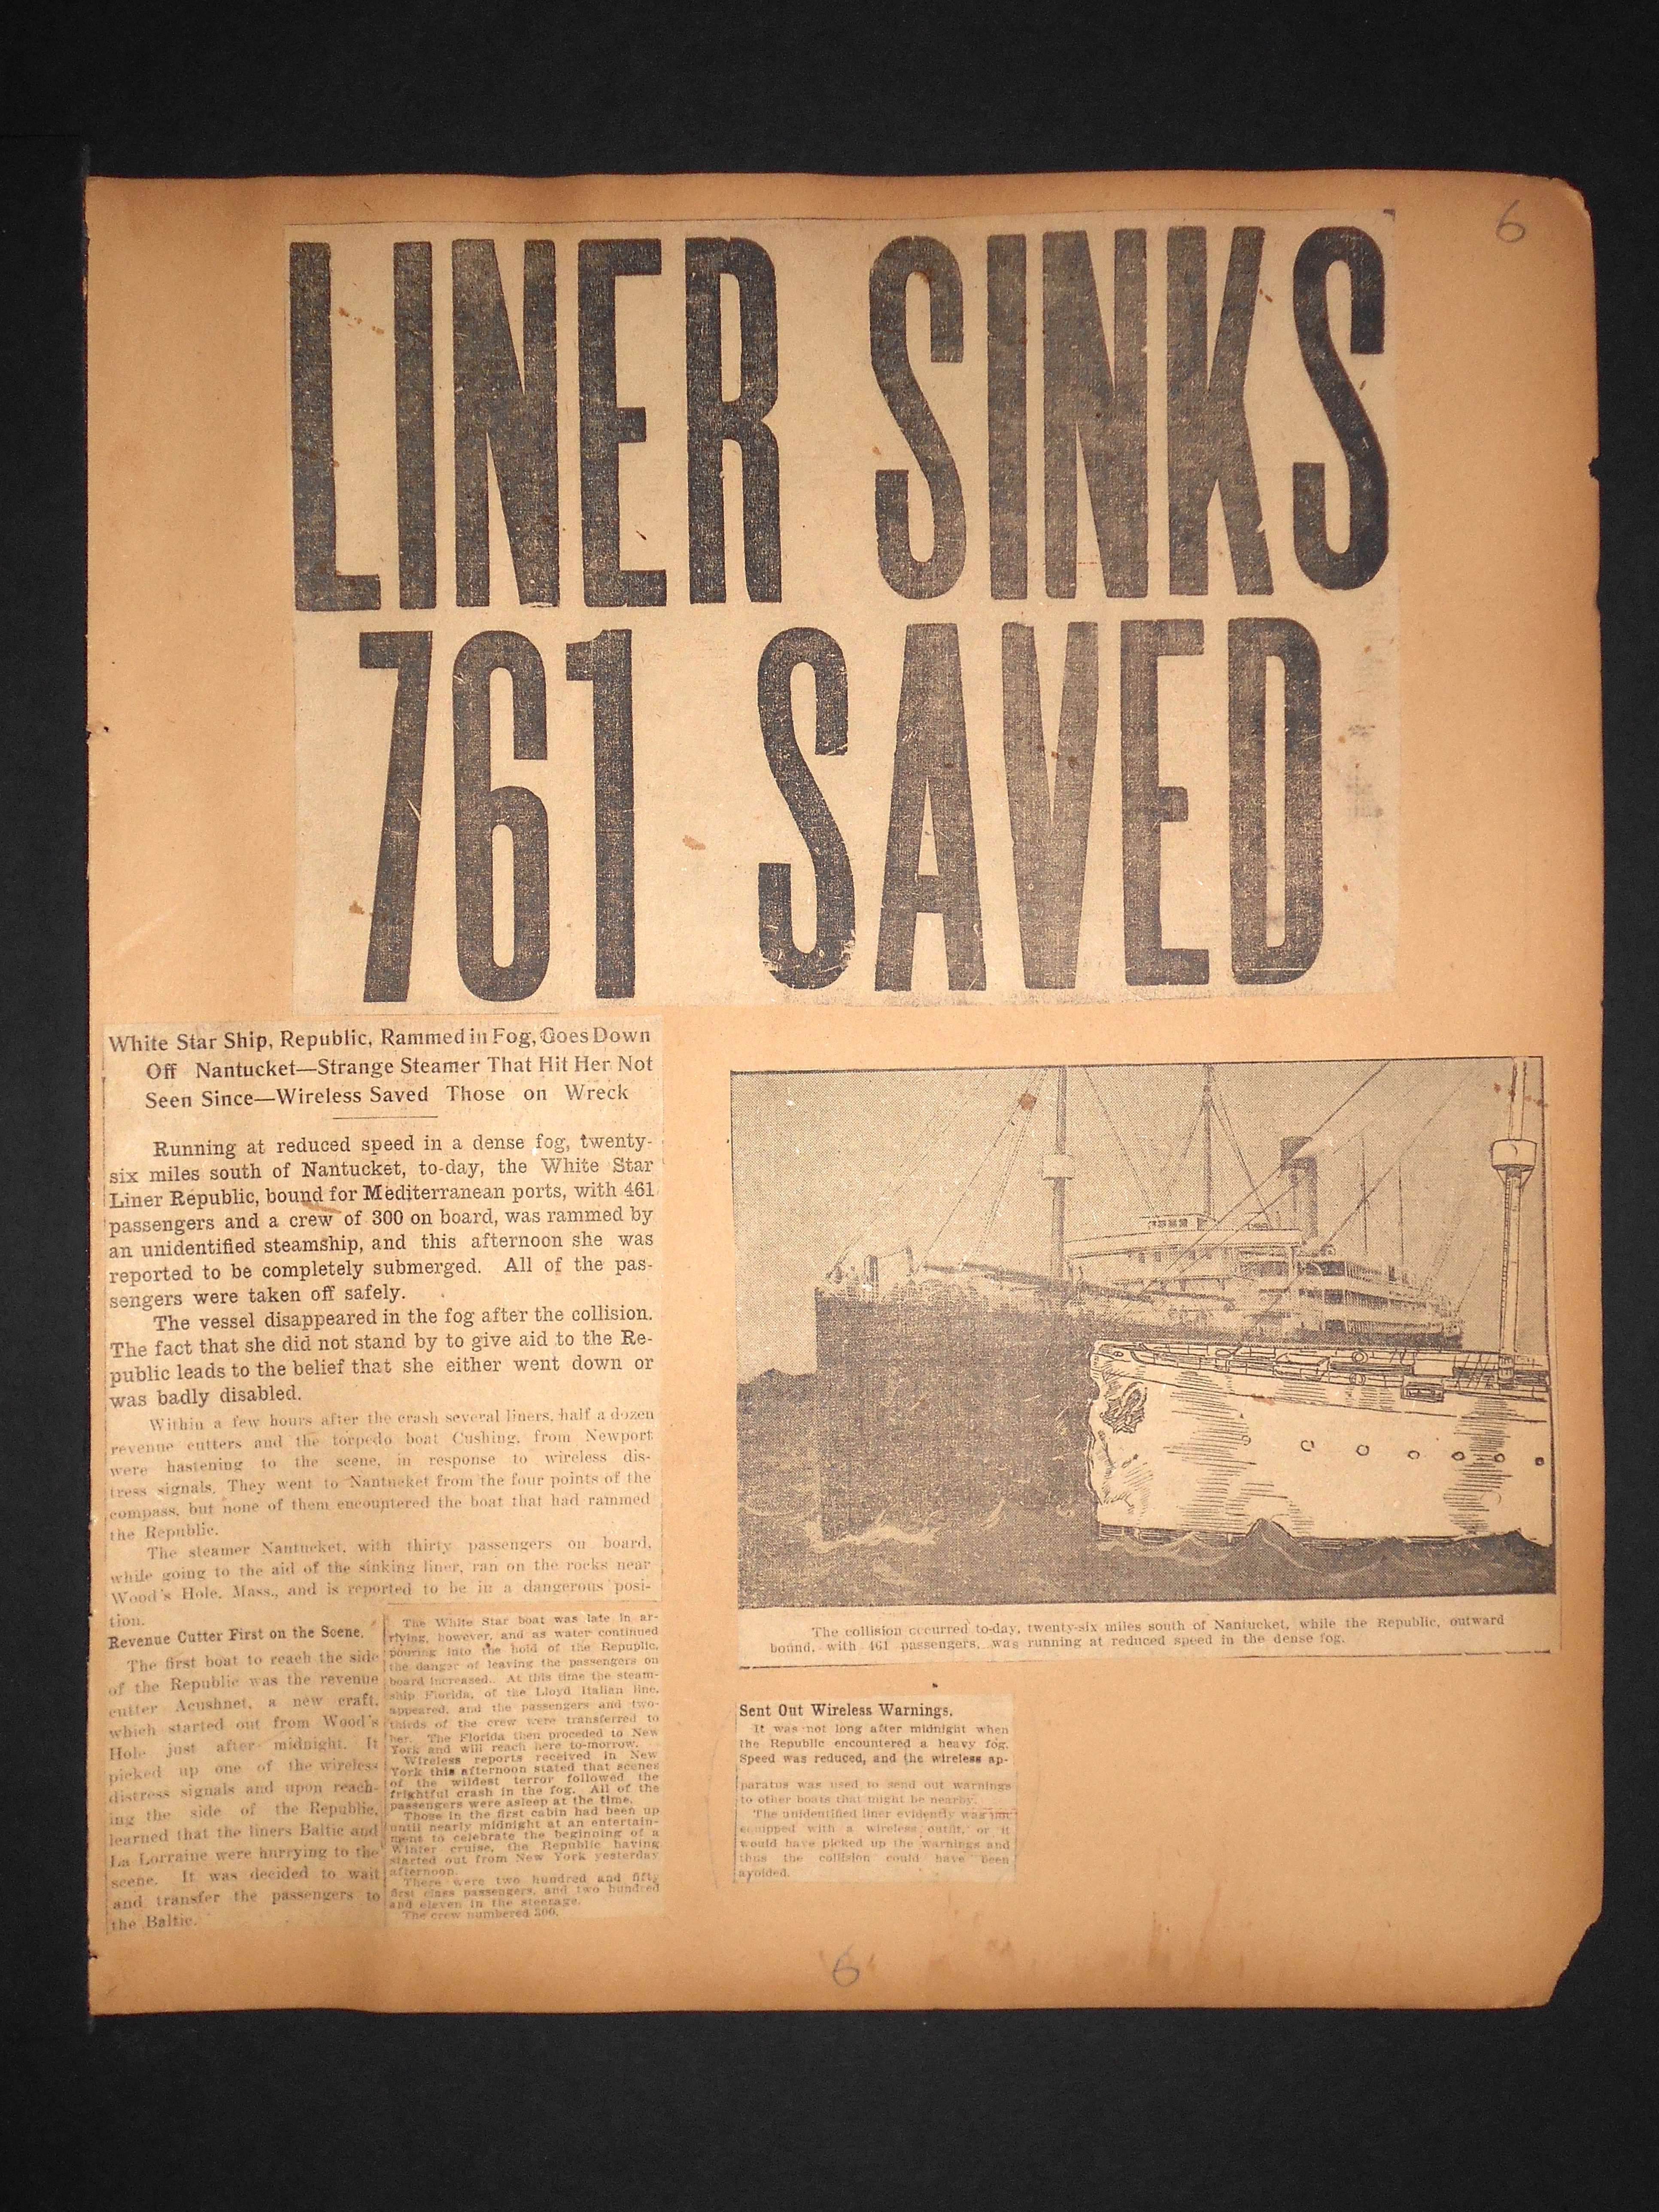 6
LINER SINKS
761 SAVED
White Star Ship, Republic, Rammed in Fog, Goes Down
Off Nantucket—Strange Steamer That Hit Her Not
Seen Since—Wireless Saved Those on Wreck
Running at reduced speed in a dense fog, twenty-
six miles south of Nantucket, to-day, the White Star
Liner Republic, bound for Mediterranean ports, with 461
passengers and a crew of 300 on board, was rammed by
an unidentified steamship, and this afternoon she was
reported to be completely submerged. All of the pas-
sengers were taken off safely.
The vessel disappeared in the fog after the collision.
The fact that she did not stand by to give aid to the Re-
public leads to the belief that she either went down or
was badly disabled.
Within a few hours after the crash several liners, half a dozen
revenue cutters and the torpedo boat Cushing, from Newport
were hastening to the scene, in response to wireless dis-
tress signals. They went to Nantucket from the four points of the
compass, but none of them encountered the boat that had rammed
the Republic.
The steamer Nantucket, with thirty passengers on board,
while going to the aid of the sinking liner, ran on the rocks near
Wood's Hole, Mass., and is reported to be in a dangerous posi-
tion.
Revenue Cutter First on the Scene.
The first boat to reach the side
of the Republic was the revenue
cutter Acushnet, a new craft,
which started out from Wood's
Hole just after midnight. It
picked up one of the wireless
distress signals and upon reach-
ing the side of the Republic,
learned that the liners Baltic and
La Lorraine were hurrying to the
scene. It was decided to wait
and transfer the passengers to
the Baltic.
The White Star boat was late in ar-
riving, however, and as water continued
pouring into the hold of the Republic,
the danger of leaving the passengers on
board increased. At this time the steam-
ship Florida, of the Lloyd Italian line,
appeared, and the passengers and two-
thirds of the crew were transferred to
her. The Florida then proceded to New
York and will reach here to-morrow.
Wireless reports received in New
York this afternoon stated that scenes
of the wildest terror followed the
frightful crash in the fog. All of the
passengers were asleep at the time.
Those in the first cabin had been up
until nearly midnight at an entertain-
ment to celebrate the beginning of a
Winter cruise, the Republic having
started out from New York yesterday
afternoon.
There were two hundred and fifty
first class passengers, and two hundred
and eleven in the steerage.
The crew numbered 300.
The collision occurred to-day, twenty-six miles south of Nantucket, while the Republic, outward
bound, with 461 passengers, was running at reduced speed in the dense fog.
Sent Out Wireless Warnings.
It was not long after midnight when
the Republic encountered a heavy fog.
Speed was reduced, and the wireless ap-
paratus was used to send out warnings
to other boats that might be nearby.
The unidentified liner evidently was not
equipped with a wireless outfit, or it
would have picked up the warnings and
thus the collision could have been
avoided.
6